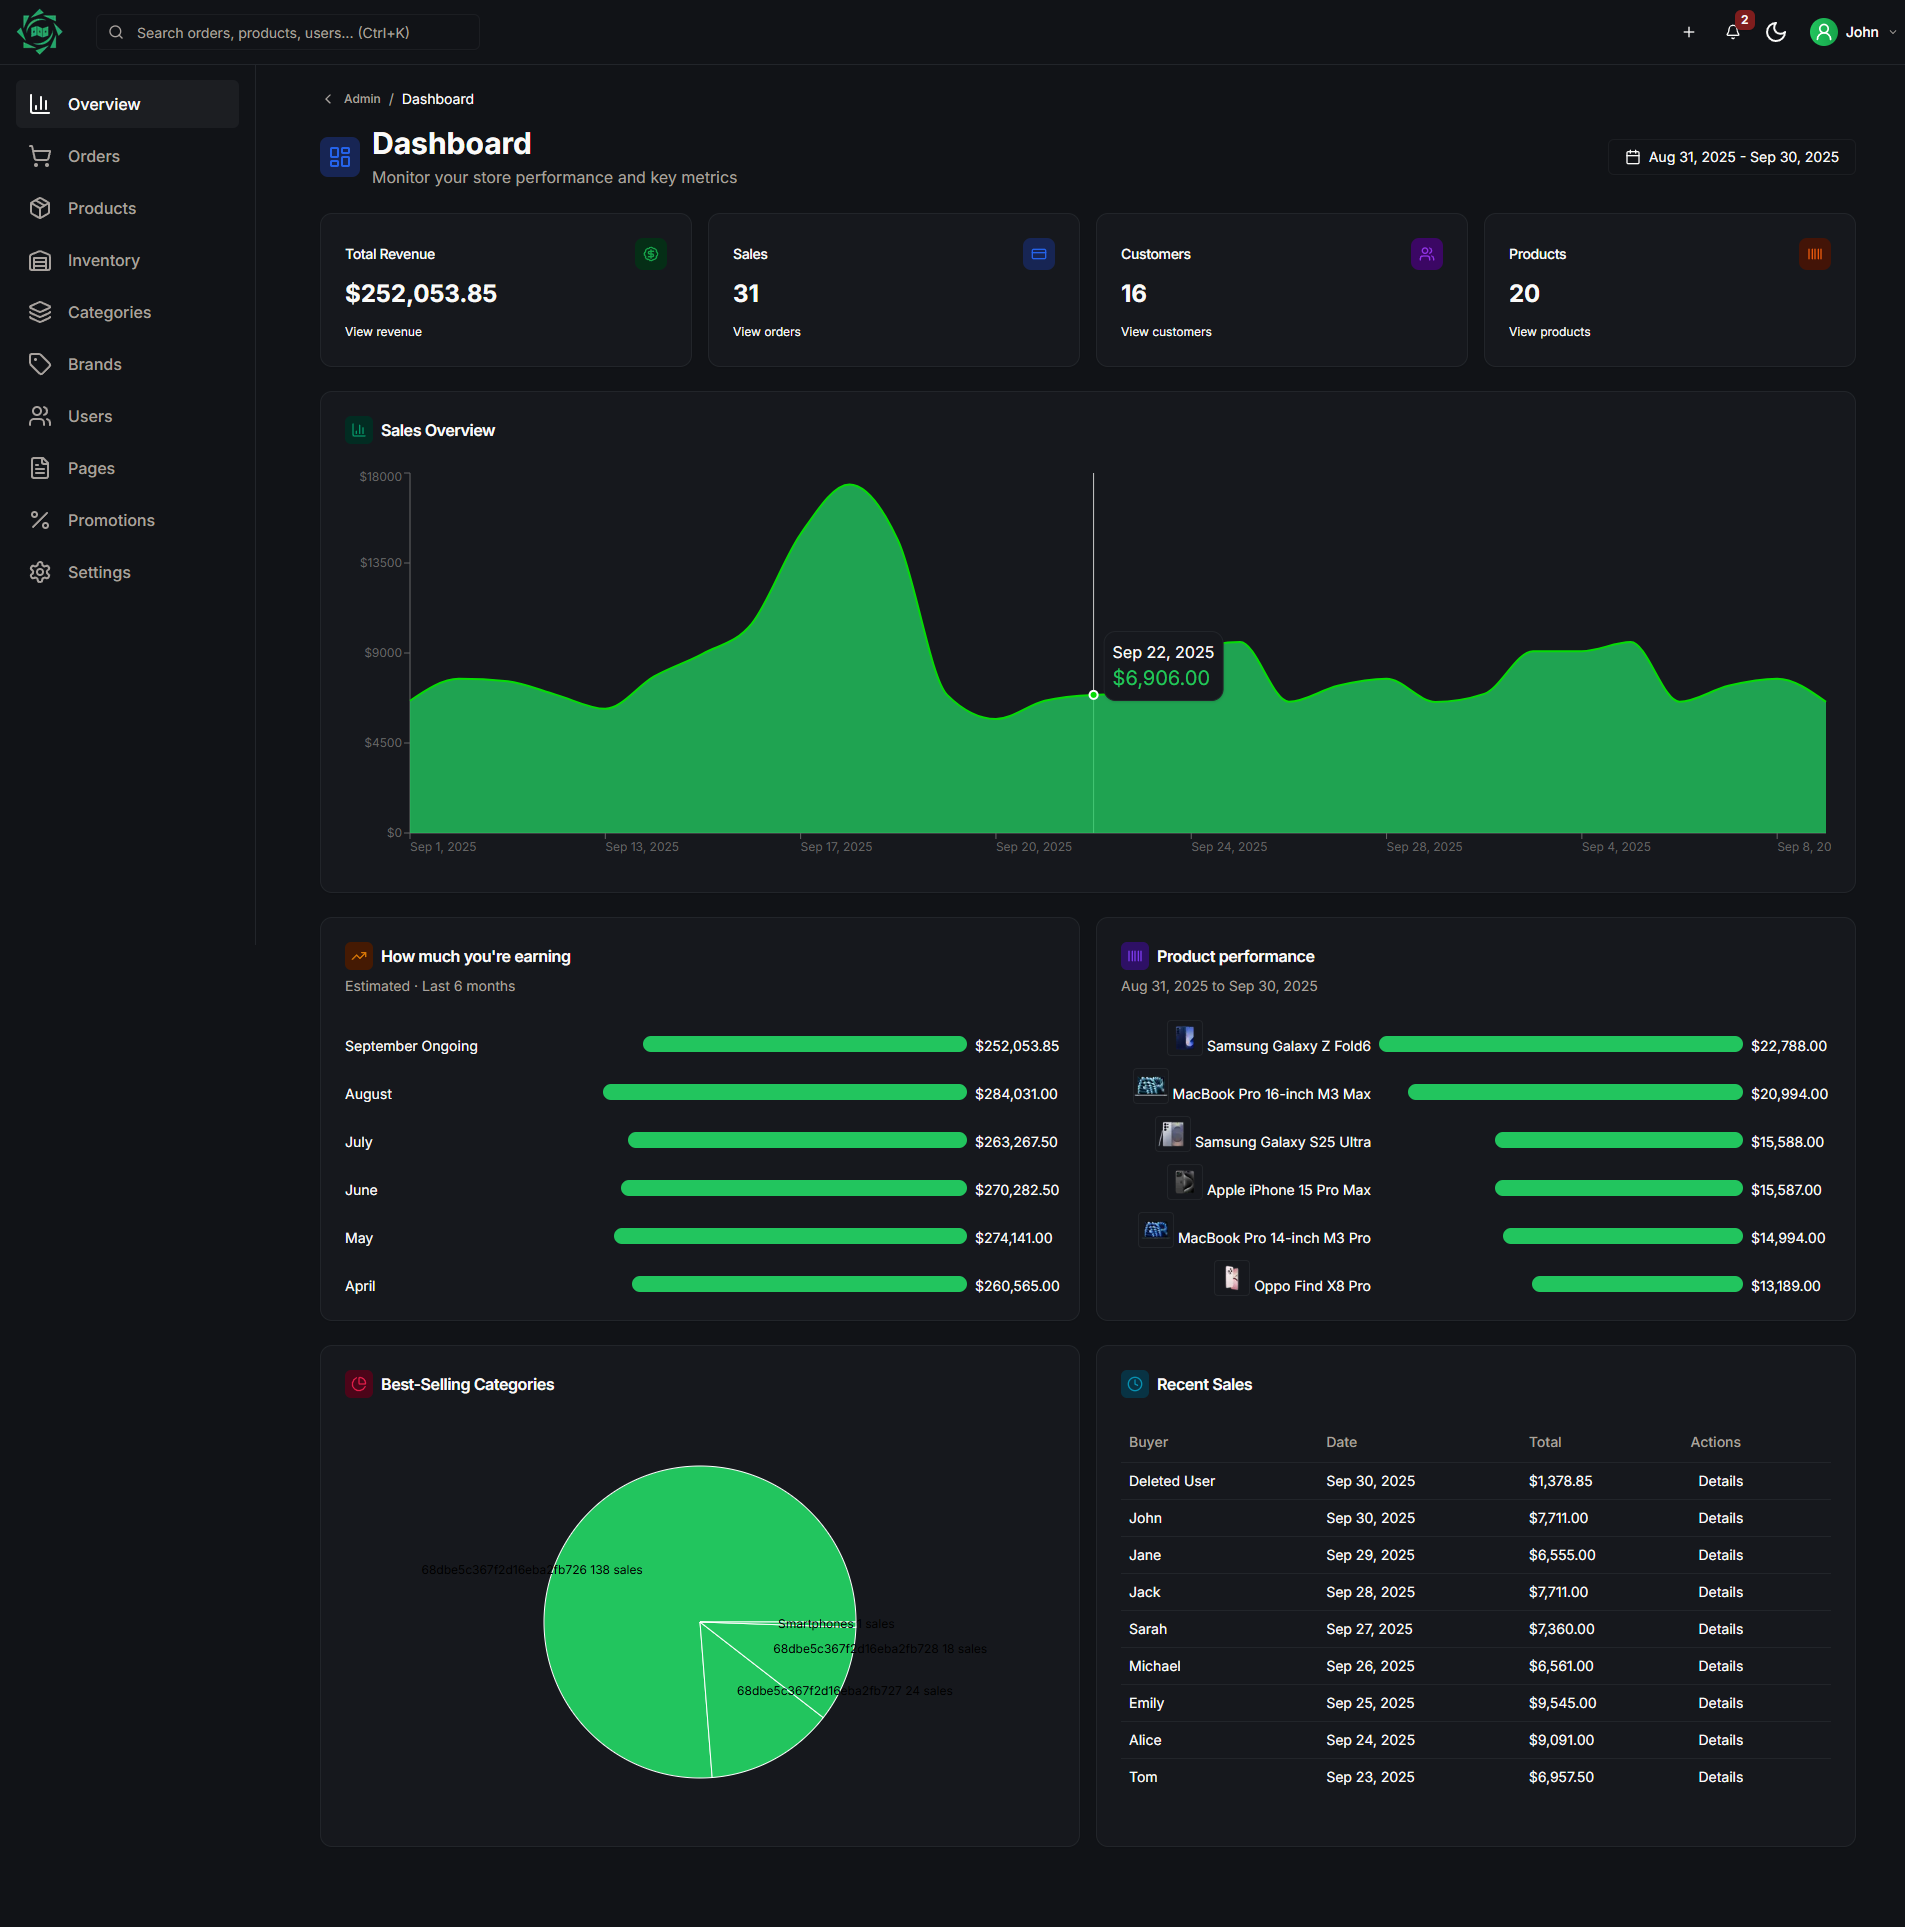 Search orders, products, users... (Ctrl+K)
2
John
Overview
Orders
Products
Inventory
Categories
Brands
Users
Pages
Promotions
Settings
Admin / Dashboard
Dashboard
Monitor your store performance and key metrics
Aug 31, 2025 - Sep 30, 2025
Total Revenue
$252,053.85
View revenue
Sales
31
View orders
Customers
16
View customers
Products
20
View products
Sales Overview
$18000
$13500
$9000
$4500
$0
Sep 22, 2025
$6,906.00
Sep 1, 2025
Sep 13, 2025
Sep 17, 2025
Sep 20, 2025
Sep 24, 2025
Sep 28, 2025
Sep 4, 2025
Sep 8, 20
How much you're earning
Estimated · Last 6 months
September Ongoing $252,053.85
August $284,031.00
July $263,267.50
June $270,282.50
May $274,141.00
April $260,565.00
Product performance
Aug 31, 2025 to Sep 30, 2025
Samsung Galaxy Z Fold6 $22,788.00
MacBook Pro 16-inch M3 Max $20,994.00
Samsung Galaxy S25 Ultra $15,588.00
Apple iPhone 15 Pro Max $15,587.00
MacBook Pro 14-inch M3 Pro $14,994.00
Oppo Find X8 Pro $13,189.00
Best-Selling Categories
68dbe5c367f2d16eba2fb726 138 sales
Smartphones 1 sales
68dbe5c367f2d16eba2fb728 18 sales
68dbe5c367f2d16eba2fb727 24 sales
Recent Sales
Buyer Date Total Actions
Deleted User Sep 30, 2025 $1,378.85 Details
John Sep 30, 2025 $7,711.00 Details
Jane Sep 29, 2025 $6,555.00 Details
Jack Sep 28, 2025 $7,711.00 Details
Sarah Sep 27, 2025 $7,360.00 Details
Michael Sep 26, 2025 $6,561.00 Details
Emily Sep 25, 2025 $9,545.00 Details
Alice Sep 24, 2025 $9,091.00 Details
Tom Sep 23, 2025 $6,957.50 Details